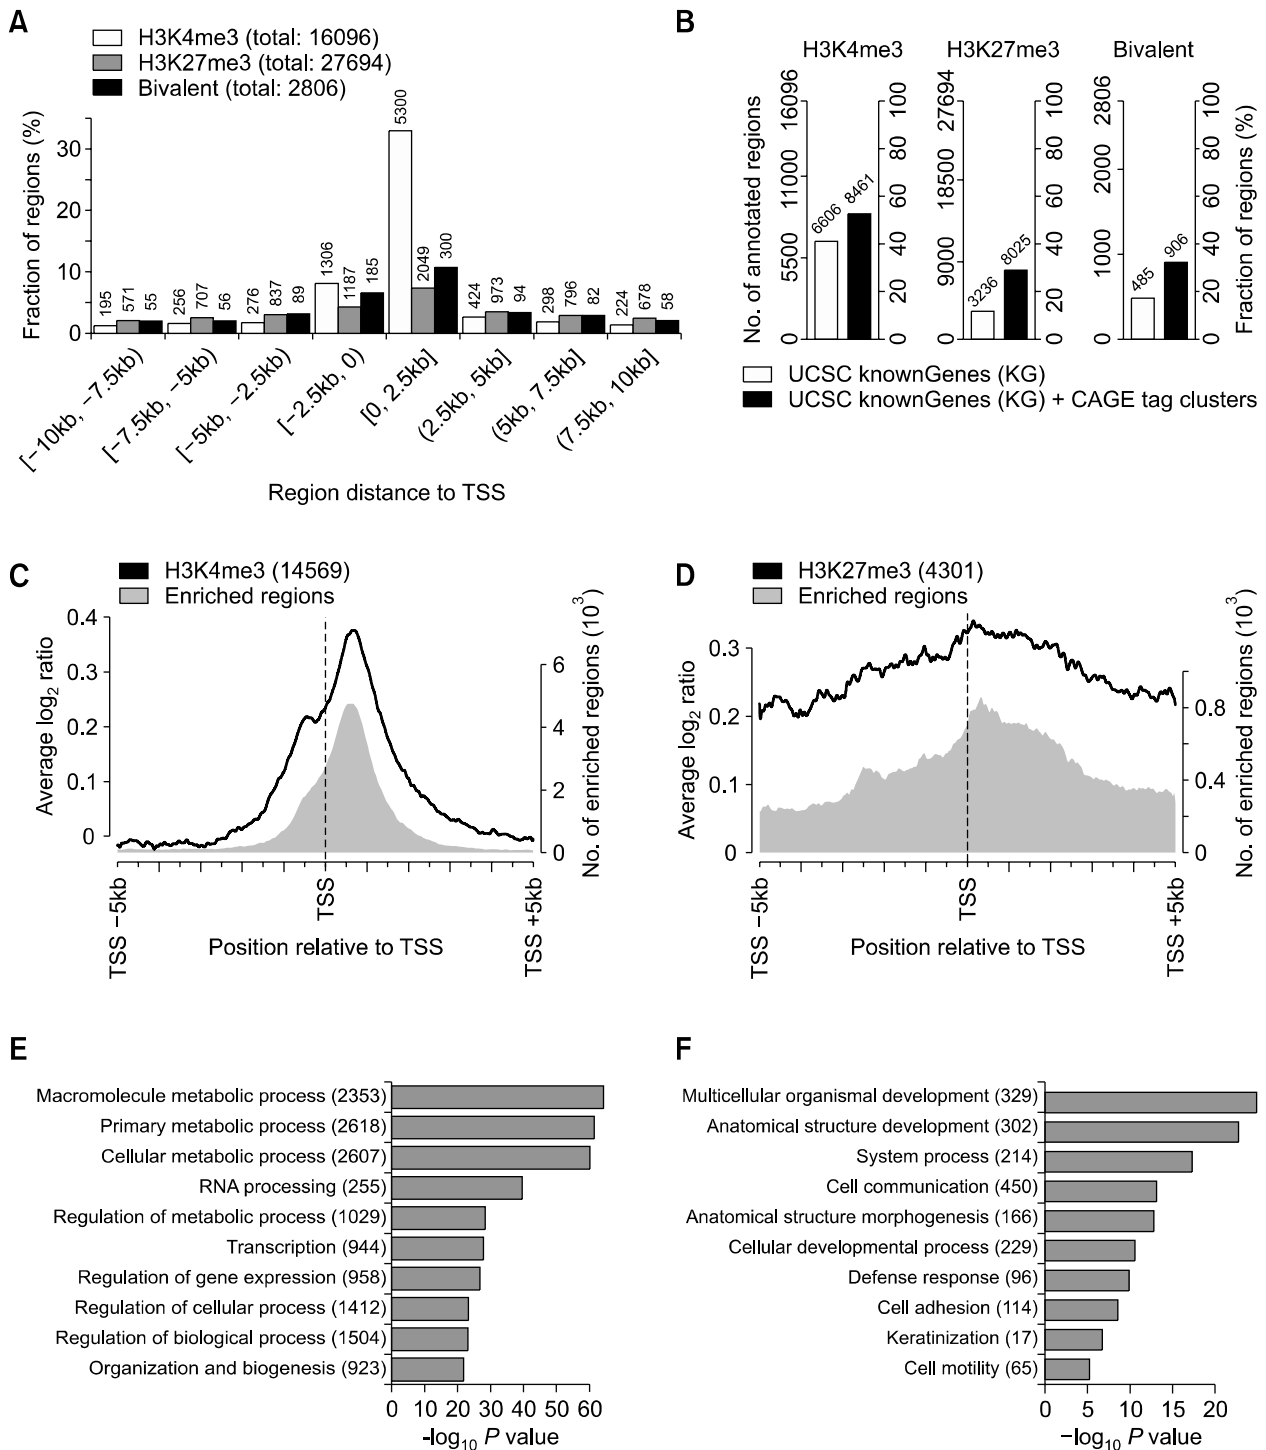 A
H3K4me3 (total: 16096)
H3K27me3 (total: 27694)
Bivalent (total: 2806)
Fraction of regions (%)
0
10
20
30
195
571
55
256
707
56
276
837
89
1306
1187
185
5300
2049
300
424
973
94
298
796
82
224
678
58
[−10kb, −7.5kb)
[−7.5kb, −5kb)
[−5kb, −2.5kb)
[−2.5kb, 0)
[0, 2.5kb]
(2.5kb, 5kb]
(5kb, 7.5kb]
(7.5kb, 10kb]
Region distance to TSS
B
H3K4me3
H3K27me3
Bivalent
No. of annotated regions
0
5500
11000
16096
6606
8461
0
20
40
60
80
100
0
9000
18500
27694
3236
8025
0
20
40
60
80
100
0
1000
2000
2806
485
906
0
20
40
60
80
100
Fraction of regions (%)
UCSC knownGenes (KG)
UCSC knownGenes (KG) + CAGE tag clusters
C
H3K4me3 (14569)
Enriched regions
Average log2 ratio
0.4
0.3
0.2
0.1
0
6
4
2
0
No. of enriched regions (10³)
TSS −5kb
TSS
TSS +5kb
Position relative to TSS
D
H3K27me3 (4301)
Enriched regions
Average log2 ratio
0.3
0.2
0.1
0
0.8
0.4
0
No. of enriched regions (10³)
TSS −5kb
TSS
TSS +5kb
Position relative to TSS
E
Macromolecule metabolic process (2353)
Primary metabolic process (2618)
Cellular metabolic process (2607)
RNA processing (255)
Regulation of metabolic process (1029)
Transcription (944)
Regulation of gene expression (958)
Regulation of cellular process (1412)
Regulation of biological process (1504)
Organization and biogenesis (923)
0 10 20 30 40 50 60
-log10 P value
F
Multicellular organismal development (329)
Anatomical structure development (302)
System process (214)
Cell communication (450)
Anatomical structure morphogenesis (166)
Cellular developmental process (229)
Defense response (96)
Cell adhesion (114)
Keratinization (17)
Cell motility (65)
0 5 10 15 20
−log10 P value